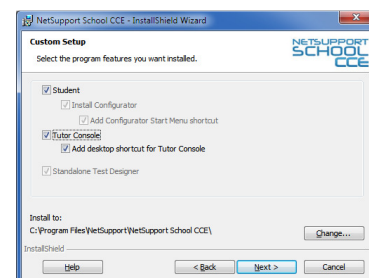 NetSupport School CCE - InstallShield Wizard
Custom Setup
Select the program features you want installed.
NETSUPPORT
SCHOOL
CCE
Student
Install Configurator
Add Configurator Start Menu shortcut
Tutor Console
Add desktop shortcut for Tutor Console
Standalone Test Designer
Install to:
C:\Program Files\NetSupport\NetSupport School CCE\
Change...
InstallShield
Help
< Back
Next >
Cancel